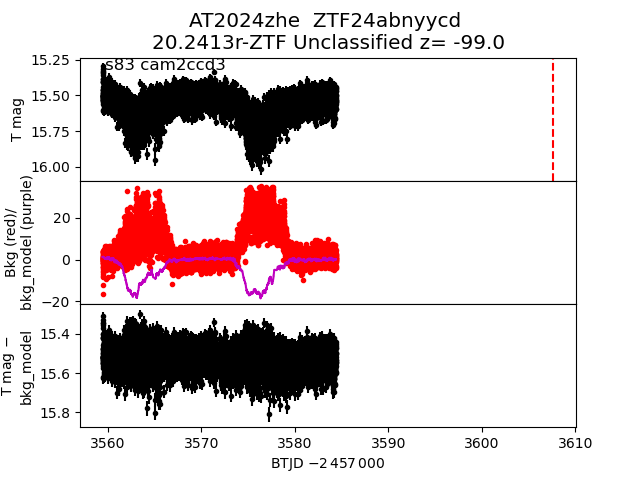 AT2024zhe  ZTF24abnyycd
20.2413r-ZTF Unclassified z= -99.0
s83 cam2ccd3
15.25
15.50
15.75
16.00
T mag
20
0
−20
Bkg (red)/
bkg_model (purple)
15.4
15.6
15.8
T mag −
bkg_model
3560 3570 3580 3590 3600 3610
BTJD −2 457 000